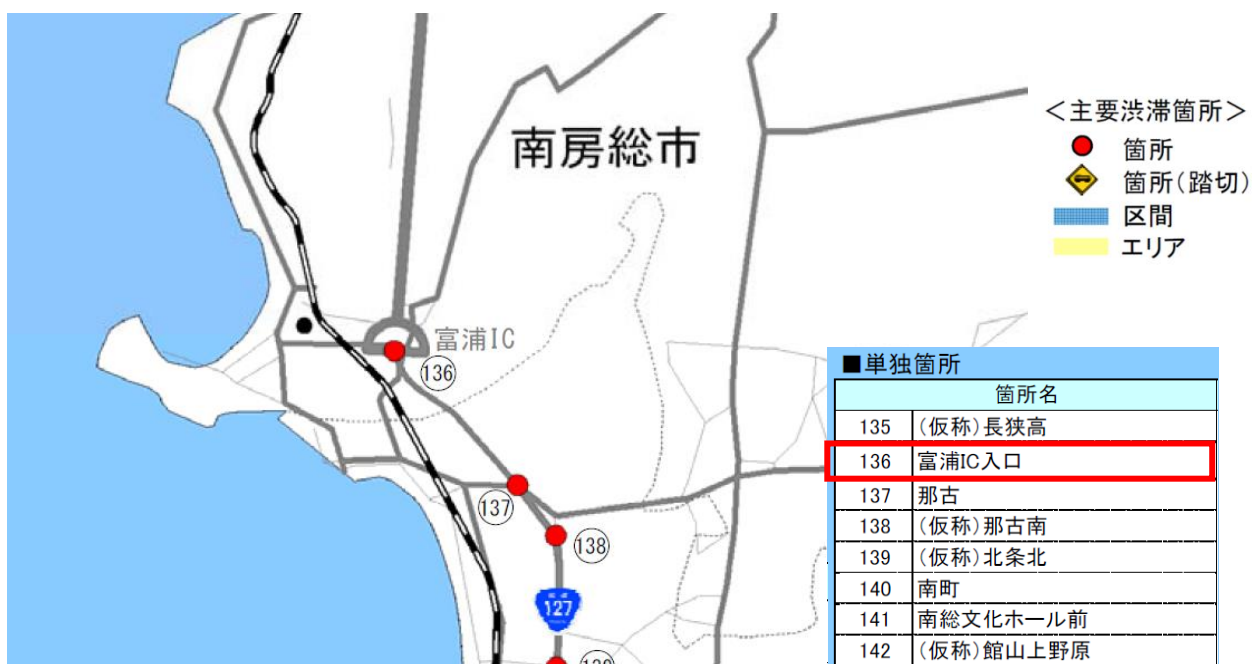 南房総市
富浦IC
136
137
138
127
＜主要渋滞箇所＞
箇所
箇所(踏切)
区間
エリア
■単独箇所
箇所名
135 (仮称)長狭高
136 富浦IC入口
137 那古
138 (仮称)那古南
139 (仮称)北条北
140 南町
141 南総文化ホール前
142 (仮称)館山上野原